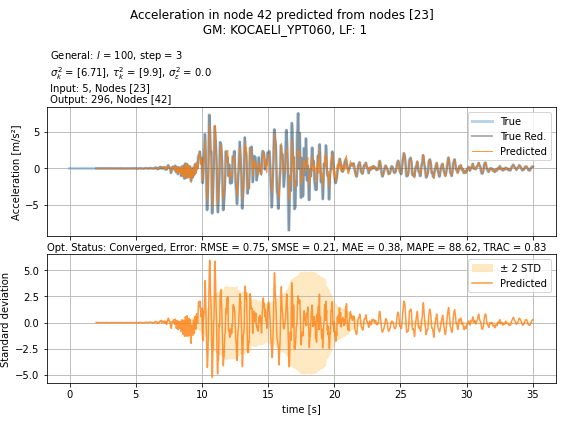 Acceleration in node 42 predicted from nodes [23]
GM: KOCAELI_YPT060, LF: 1
General: l = 100, step = 3
σ²ₖ = [6.71], τ²ₖ = [9.9], σ²ₑ = 0.0
Input: 5, Nodes [23]
Output: 296, Nodes [42]
Acceleration [m/s²]
5
0
−5
True
True Red.
Predicted
Opt. Status: Converged, Error: RMSE = 0.75, SMSE = 0.21, MAE = 0.38, MAPE = 88.62, TRAC = 0.83
Standard deviation
5.0
2.5
0.0
−2.5
−5.0
± 2 STD
Predicted
0 5 10 15 20 25 30 35
time [s]